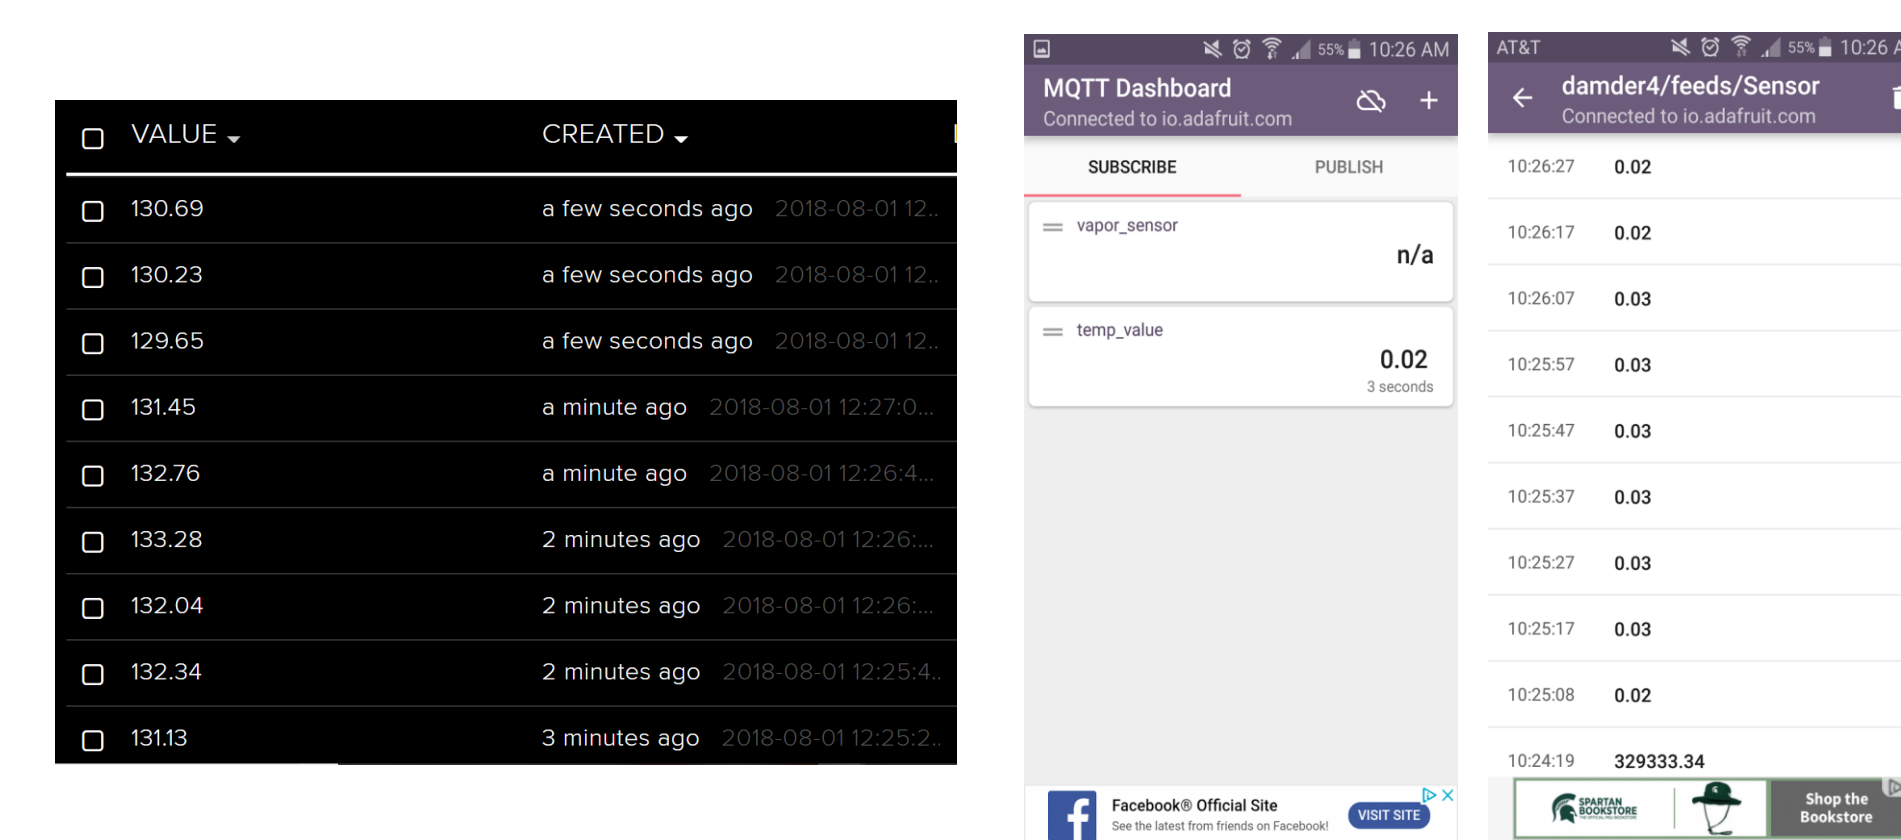 VALUE CREATED
130.69 a few seconds ago 2018-08-01 12..
130.23 a few seconds ago 2018-08-01 12..
129.65 a few seconds ago 2018-08-01 12..
131.45 a minute ago 2018-08-01 12:27:0...
132.76 a minute ago 2018-08-01 12:26:4...
133.28 2 minutes ago 2018-08-01 12:26:...
132.04 2 minutes ago 2018-08-01 12:26:...
132.34 2 minutes ago 2018-08-01 12:25:4..
131.13 3 minutes ago 2018-08-01 12:25:2..
55% 10:26 AM
MQTT Dashboard
Connected to io.adafruit.com
SUBSCRIBE PUBLISH
vapor_sensor
n/a
temp_value
0.02
3 seconds
Facebook® Official Site
See the latest from friends on Facebook!
VISIT SITE
AT&T 55% 10:26 A
damder4/feeds/Sensor
Connected to io.adafruit.com
10:26:27 0.02
10:26:17 0.02
10:26:07 0.03
10:25:57 0.03
10:25:47 0.03
10:25:37 0.03
10:25:27 0.03
10:25:17 0.03
10:25:08 0.02
10:24:19 329333.34
SPARTAN
BOOKSTORE
Shop the
Bookstore